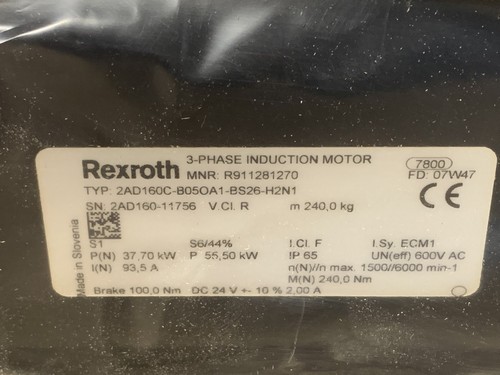 Rexroth 3-PHASE INDUCTION MOTOR 7800
MNR: R911281270 FD: 07W47
TYP: 2AD160C-B05OA1-BS26-H2N1
SN: 2AD160-11756 V.Cl. R m 240,0 kg
CE
Made in Slovenia
S1 S6/44% I.Cl. F I.Sy. ECM1
P(N) 37,70 kW P 55,50 kW IP 65 UN(eff) 600V AC
I(N) 93,5 A n(N)//n max. 1500//6000 min-1
M(N) 240,0 Nm
Brake 100,0 Nm DC 24 V +- 10 % 2,00 A